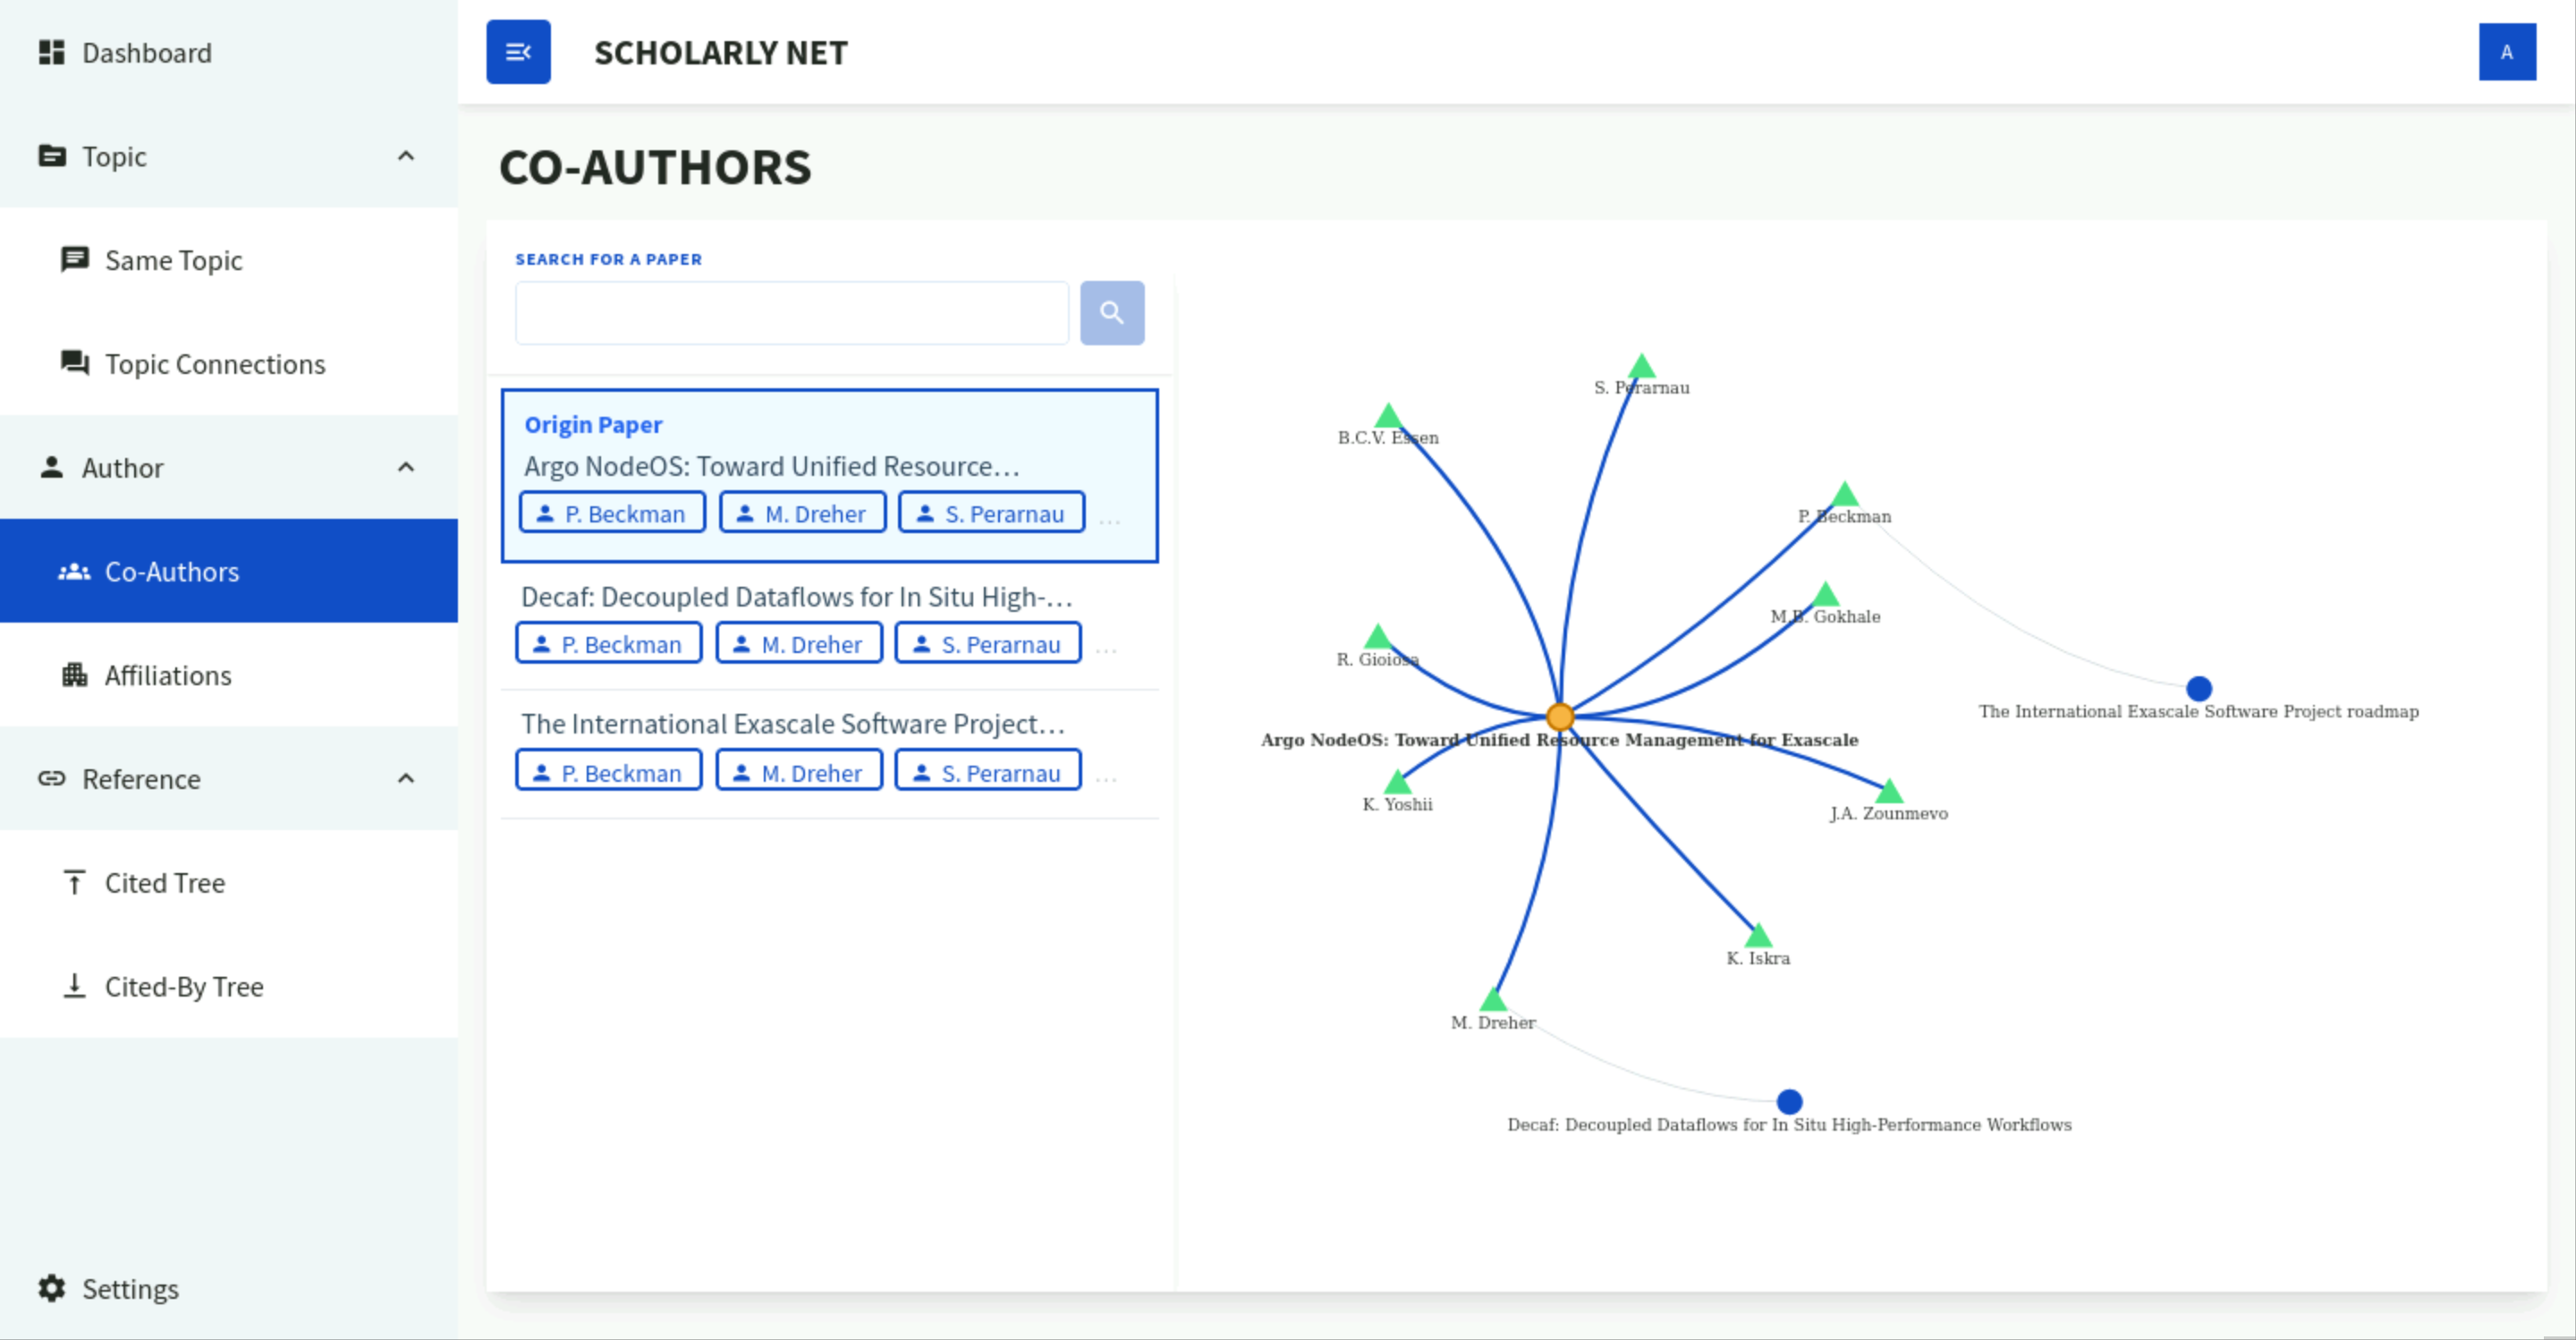 Dashboard
Topic
Same Topic
Topic Connections
Author
Co-Authors
Affiliations
Reference
Cited Tree
Cited-By Tree
Settings
SCHOLARLY NET
A
CO-AUTHORS
SEARCH FOR A PAPER
Origin Paper
Argo NodeOS: Toward Unified Resource...
P. Beckman M. Dreher S. Perarnau ...
Decaf: Decoupled Dataflows for In Situ High-...
P. Beckman M. Dreher S. Perarnau ...
The International Exascale Software Project...
P. Beckman M. Dreher S. Perarnau ...
S. Perarnau
B.C.V. Essen
P. Beckman
M.B. Gokhale
R. Gioiosa
The International Exascale Software Project roadmap
Argo NodeOS: Toward Unified Resource Management for Exascale
K. Yoshii
J.A. Zounmevo
K. Iskra
M. Dreher
Decaf: Decoupled Dataflows for In Situ High-Performance Workflows